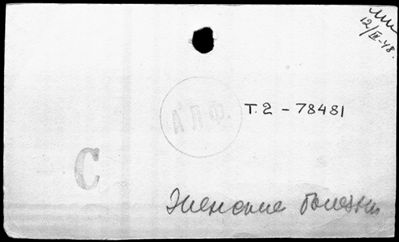 12/IX-48.
АПФ.
Т. 2 - 78481
С
Женские болезни